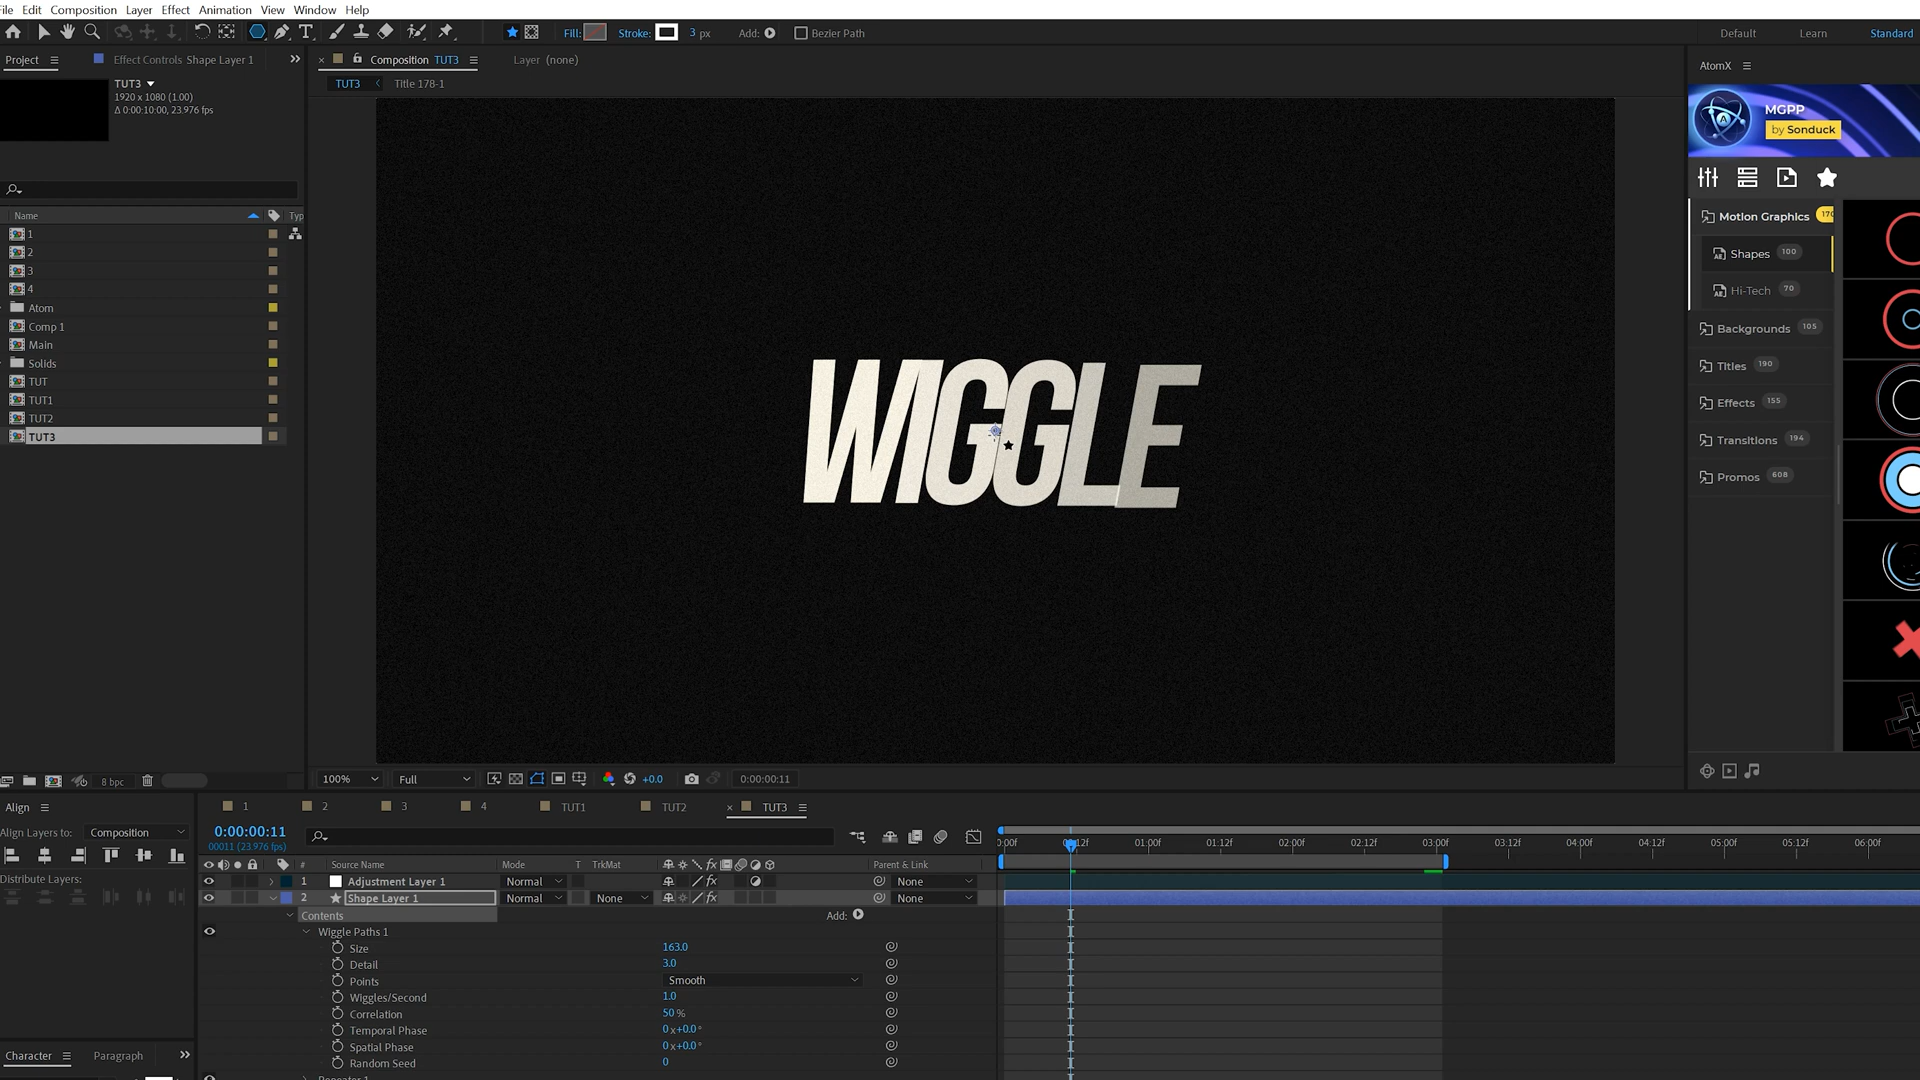 File Edit Composition Layer Effect Animation View Window Help
Fill: Stroke: 3 px Add: Bezier Path Default Learn Standard
Project Effect Controls Shape Layer 1
TUT3
1920 x 1080 (1.00)
Δ 0:00:10:00, 23.976 fps
Name Typ
1
2
3
4
Atom
Comp 1
Main
Solids
TUT
TUT1
TUT2
TUT3
8 bpc
Composition TUT3 Layer (none)
TUT3 Title 178-1
WIGGLE
100% Full +0.0 0:00:00:11
AtomX
MGPP
by Sonduck
Motion Graphics 170
Shapes 100
Hi-Tech 70
Backgrounds 105
Titles 190
Effects 155
Transitions 194
Promos 608
Align
Align Layers to: Composition
Distribute Layers:
Character Paragraph
1 2 3 4 TUT1 TUT2 TUT3
0:00:00:11
00011 (23.976 fps)
# Source Name Mode T TrkMat Parent & Link
:00f 12f 01:00f 01:12f 02:00f 02:12f 03:00f 03:12f 04:00f 04:12f 05:00f 05:12f 06:00f
1 Adjustment Layer 1 Normal None
2 Shape Layer 1 Normal None None
Contents Add:
Wiggle Paths 1
Size 163.0
Detail 3.0
Points Smooth
Wiggles/Second 1.0
Correlation 50 %
Temporal Phase 0 x+0.0 °
Spatial Phase 0 x+0.0 °
Random Seed 0